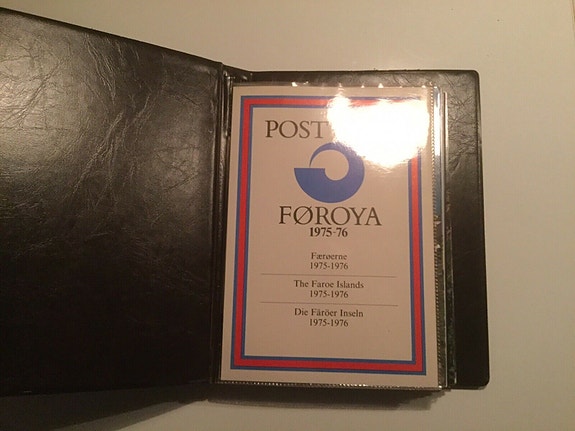 POST
FØROYA
1975-76
Færøerne
1975-1976
The Faroe Islands
1975-1976
Die Färöer Inseln
1975-1976